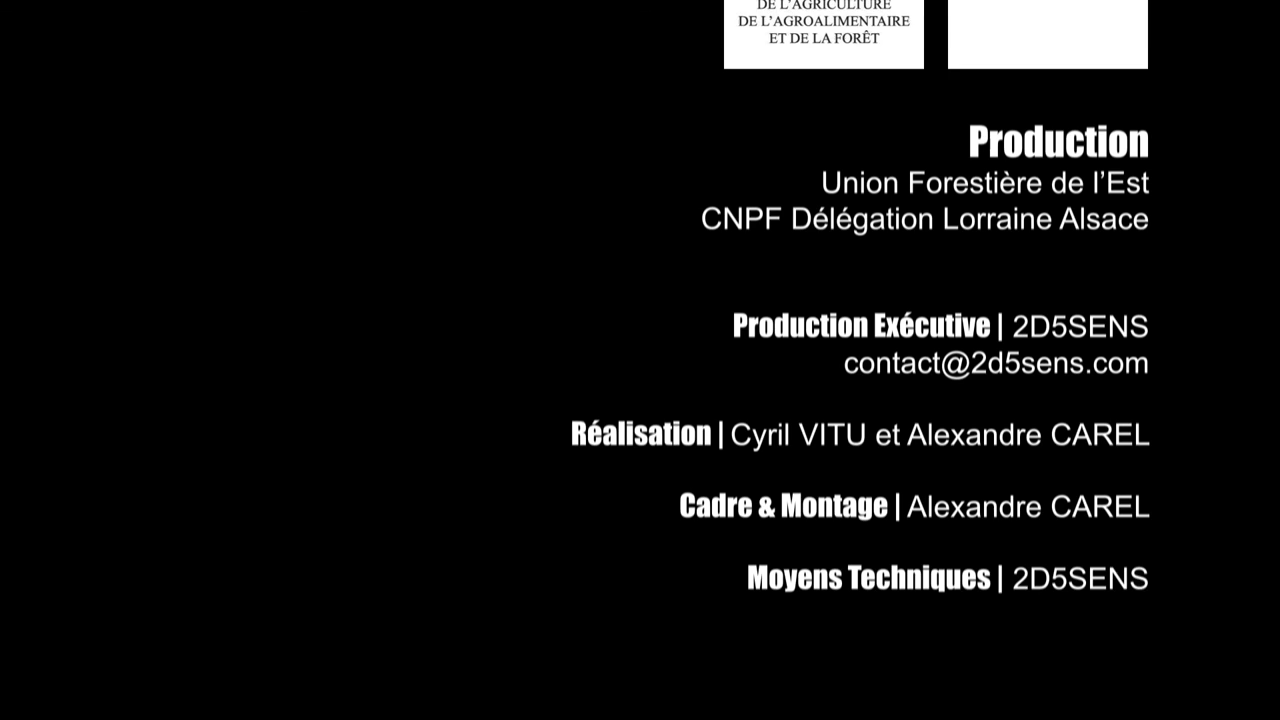 DE L'AGRICULTURE
DE L'AGROALIMENTAIRE
ET DE LA FORÊT
Production
Union Forestière de l'Est
CNPF Délégation Lorraine Alsace
Production Exécutive | 2D5SENS
contact@2d5sens.com
Réalisation | Cyril VITU et Alexandre CAREL
Cadre & Montage | Alexandre CAREL
Moyens Techniques | 2D5SENS